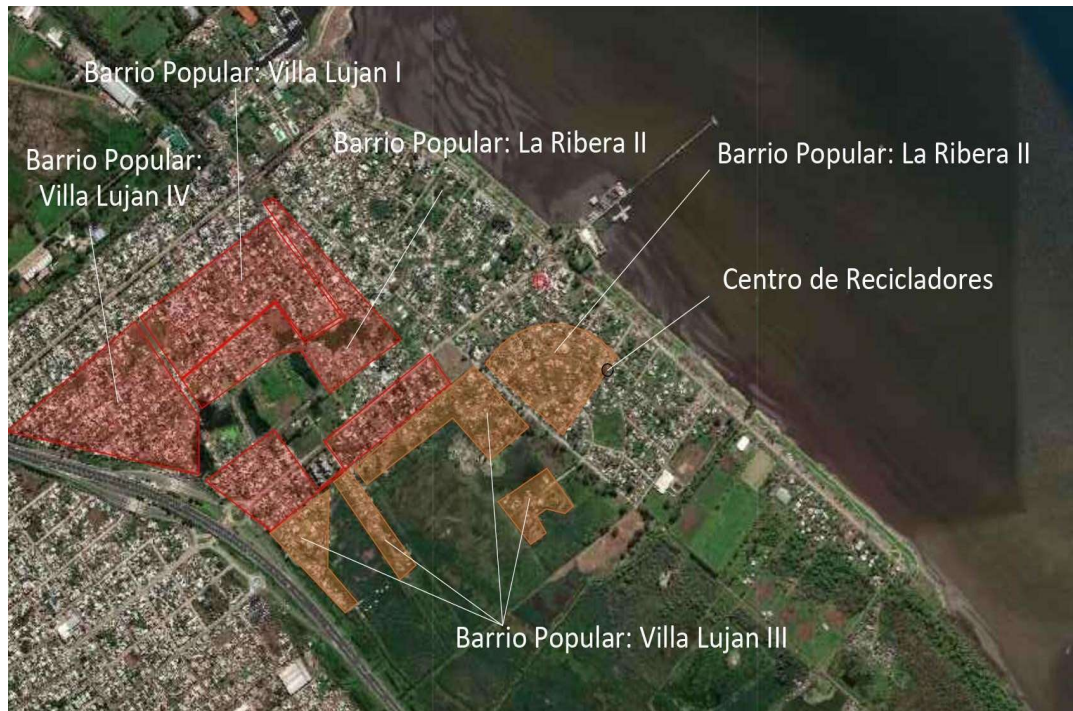 Barrio Popular: Villa Lujan I
Barrio Popular: La Ribera II
Barrio Popular: La Ribera II
Barrio Popular:
Villa Lujan IV
Centro de Recicladores
Barrio Popular: Villa Lujan III